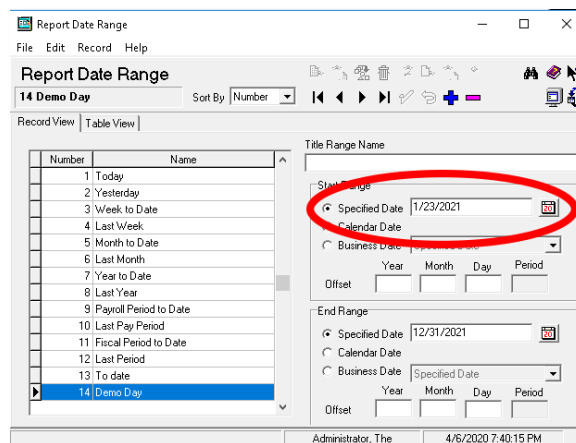 Report Date Range
File Edit Record Help
Report Date Range
14 Demo Day
Sort By Number
Record View Table View
Number Name
1 Today
2 Yesterday
3 Week to Date
4 Last Week
5 Month to Date
6 Last Month
7 Year to Date
8 Last Year
9 Payroll Period to Date
10 Last Pay Period
11 Fiscal Period to Date
12 Last Period
13 To date
14 Demo Day
Title Range Name
Start Range
Specified Date 1/23/2021 20
Calendar Date
Business Date Specified Date
Year Month Day Period
Offset
End Range
Specified Date 12/31/2021 20
Calendar Date
Business Date Specified Date
Year Month Day Period
Offset
Administrator, The 4/6/2020 7:40:15 PM